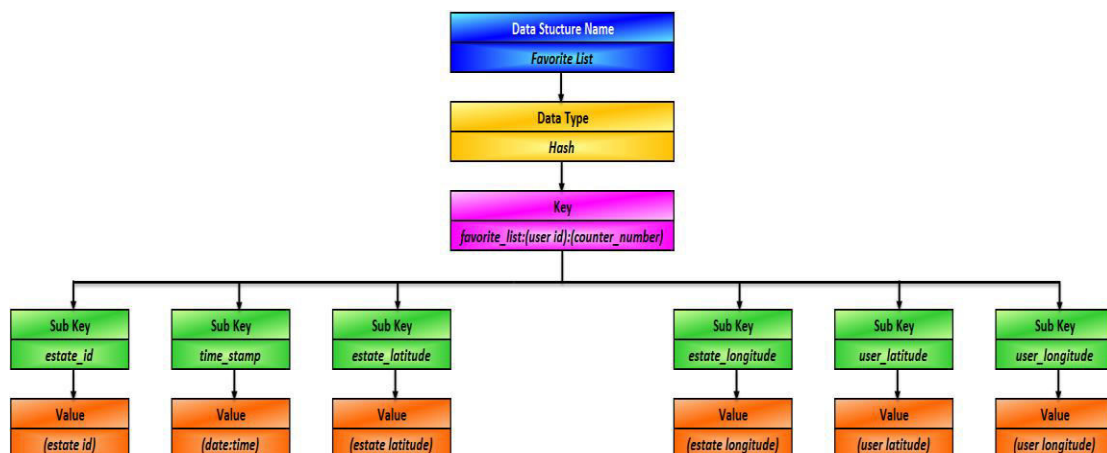 Data Stucture Name
Favorite List
Data Type
Hash
Key
favorite_list:(user id):(counter_number)
Sub Key
estate_id
Sub Key
time_stamp
Sub Key
estate_latitude
Sub Key
estate_longitude
Sub Key
user_latitude
Sub Key
user_longitude
Value
(estate id)
Value
(date:time)
Value
(estate latitude)
Value
(estate longitude)
Value
(user latitude)
Value
(user longitude)